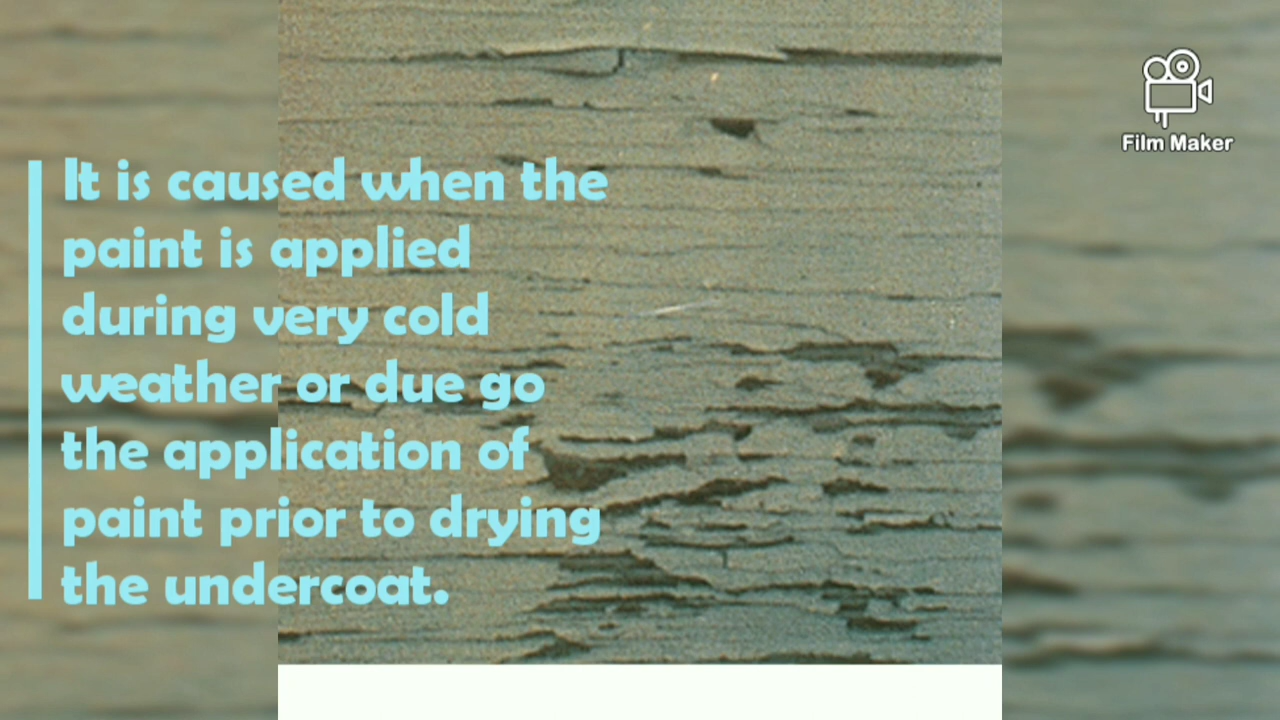 It is caused when the
paint is applied
during very cold
weather or due go
the application of
paint prior to drying
the undercoat.
Film Maker